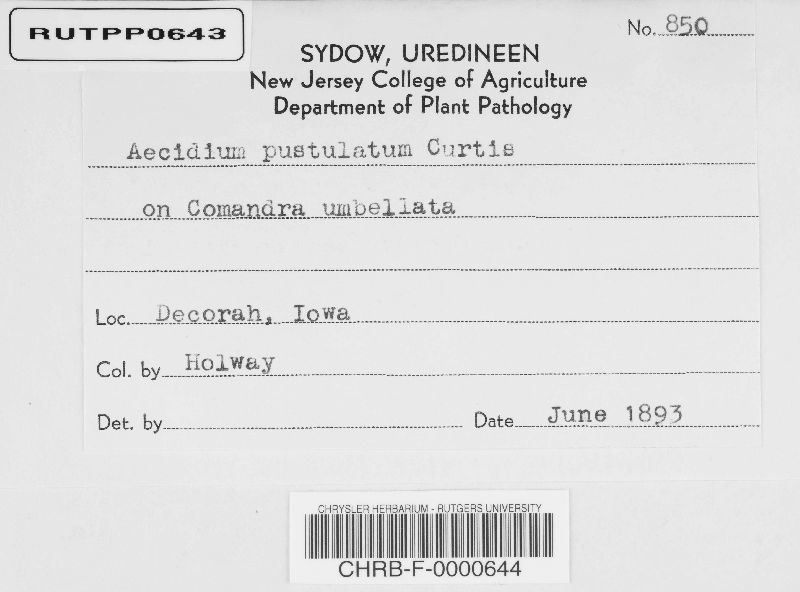 RUTPP0643
No. 850
SYDOW, UREDINEEN
New Jersey College of Agriculture
Department of Plant Pathology
Aecidium pustulatum Curtis
on Comandra umbellata
Loc. Decorah, Iowa
Col. by Holway
Det. by
Date June 1893
CHRYSLER HERBARIUM - RUTGERS UNIVERSITY
CHRB-F-0000644